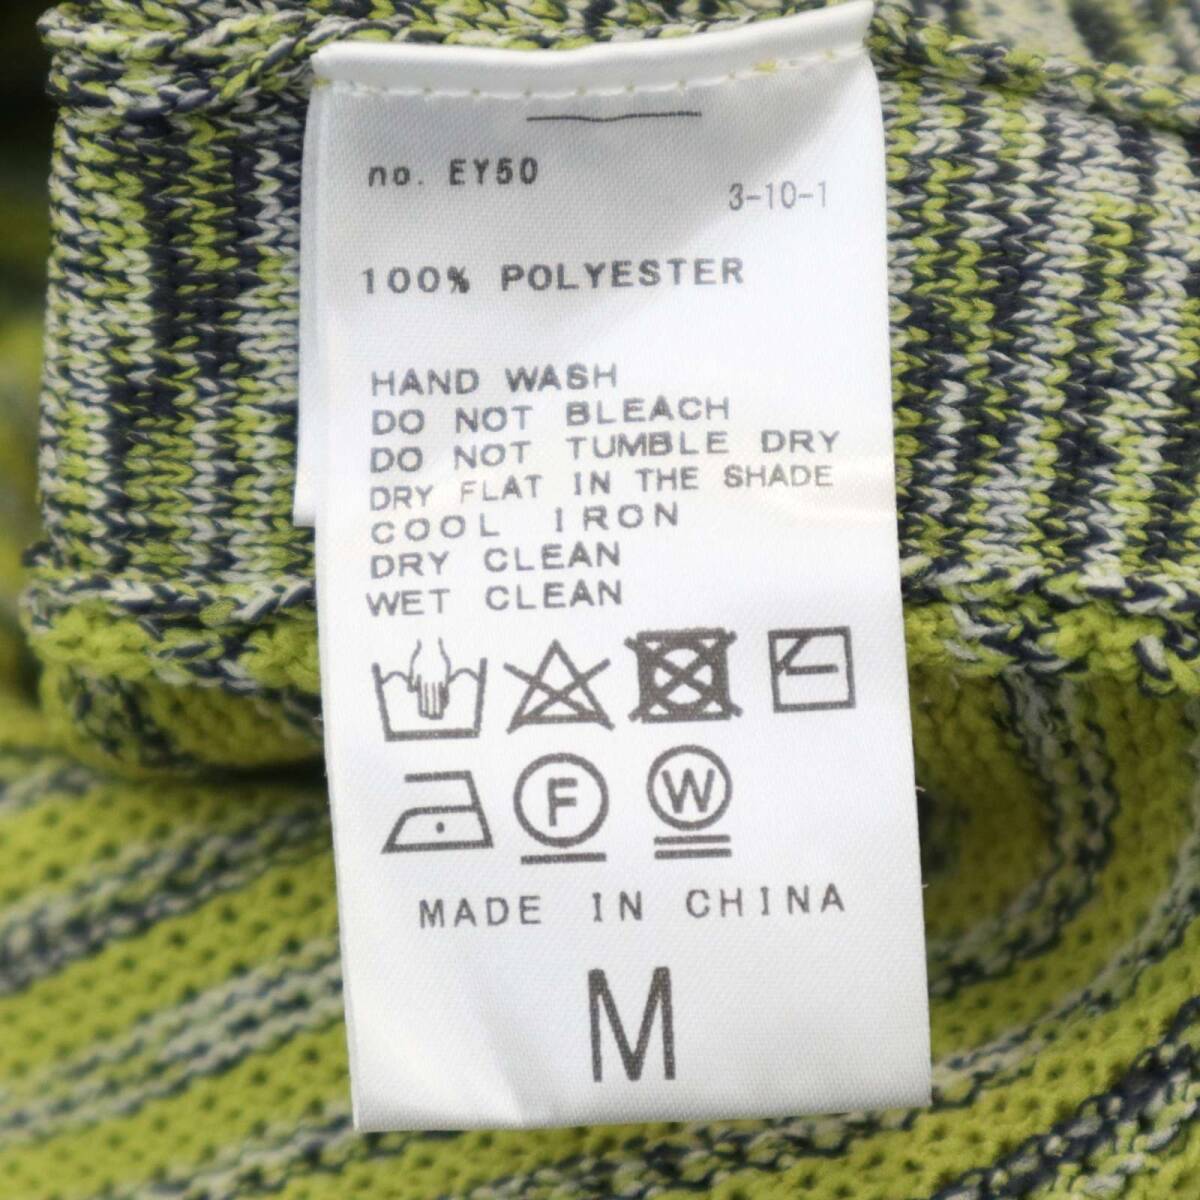 no. EY50
3-10-1
100% POLYESTER
HAND WASH
DO NOT BLEACH
DO NOT TUMBLE DRY
DRY FLAT IN THE SHADE
COOL IRON
DRY CLEAN
WET CLEAN
F
W
MADE IN CHINA
M